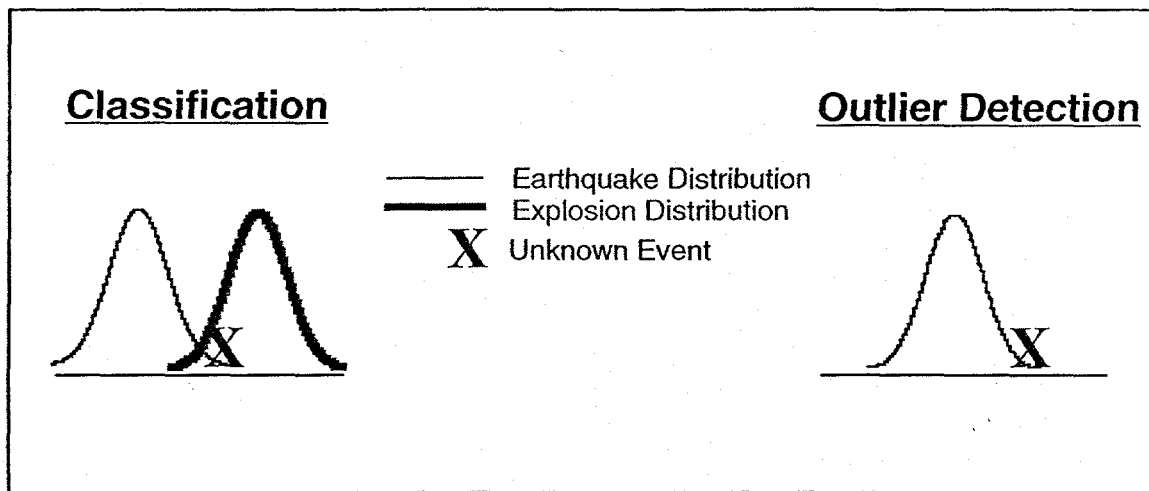 Classification
Outlier Detection
Earthquake Distribution
Explosion Distribution
X Unknown Event
X
X